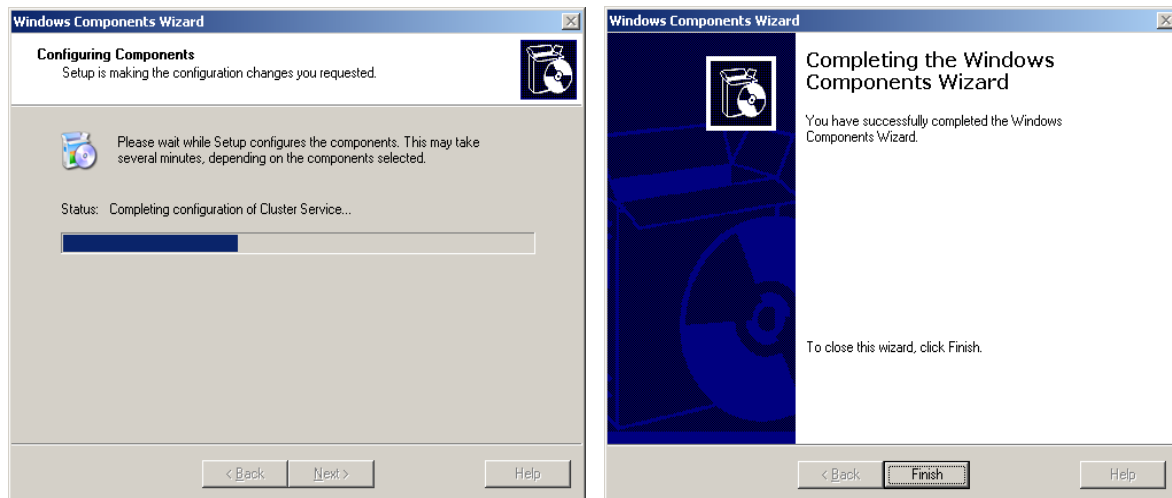 Windows Components Wizard
Configuring Components
Setup is making the configuration changes you requested.
Please wait while Setup configures the components. This may take
several minutes, depending on the components selected.
Status: Completing configuration of Cluster Service...
< Back
Next >
Help
Windows Components Wizard
Completing the Windows
Components Wizard
You have successfully completed the Windows
Components Wizard.
To close this wizard, click Finish.
< Back
Finish
Help